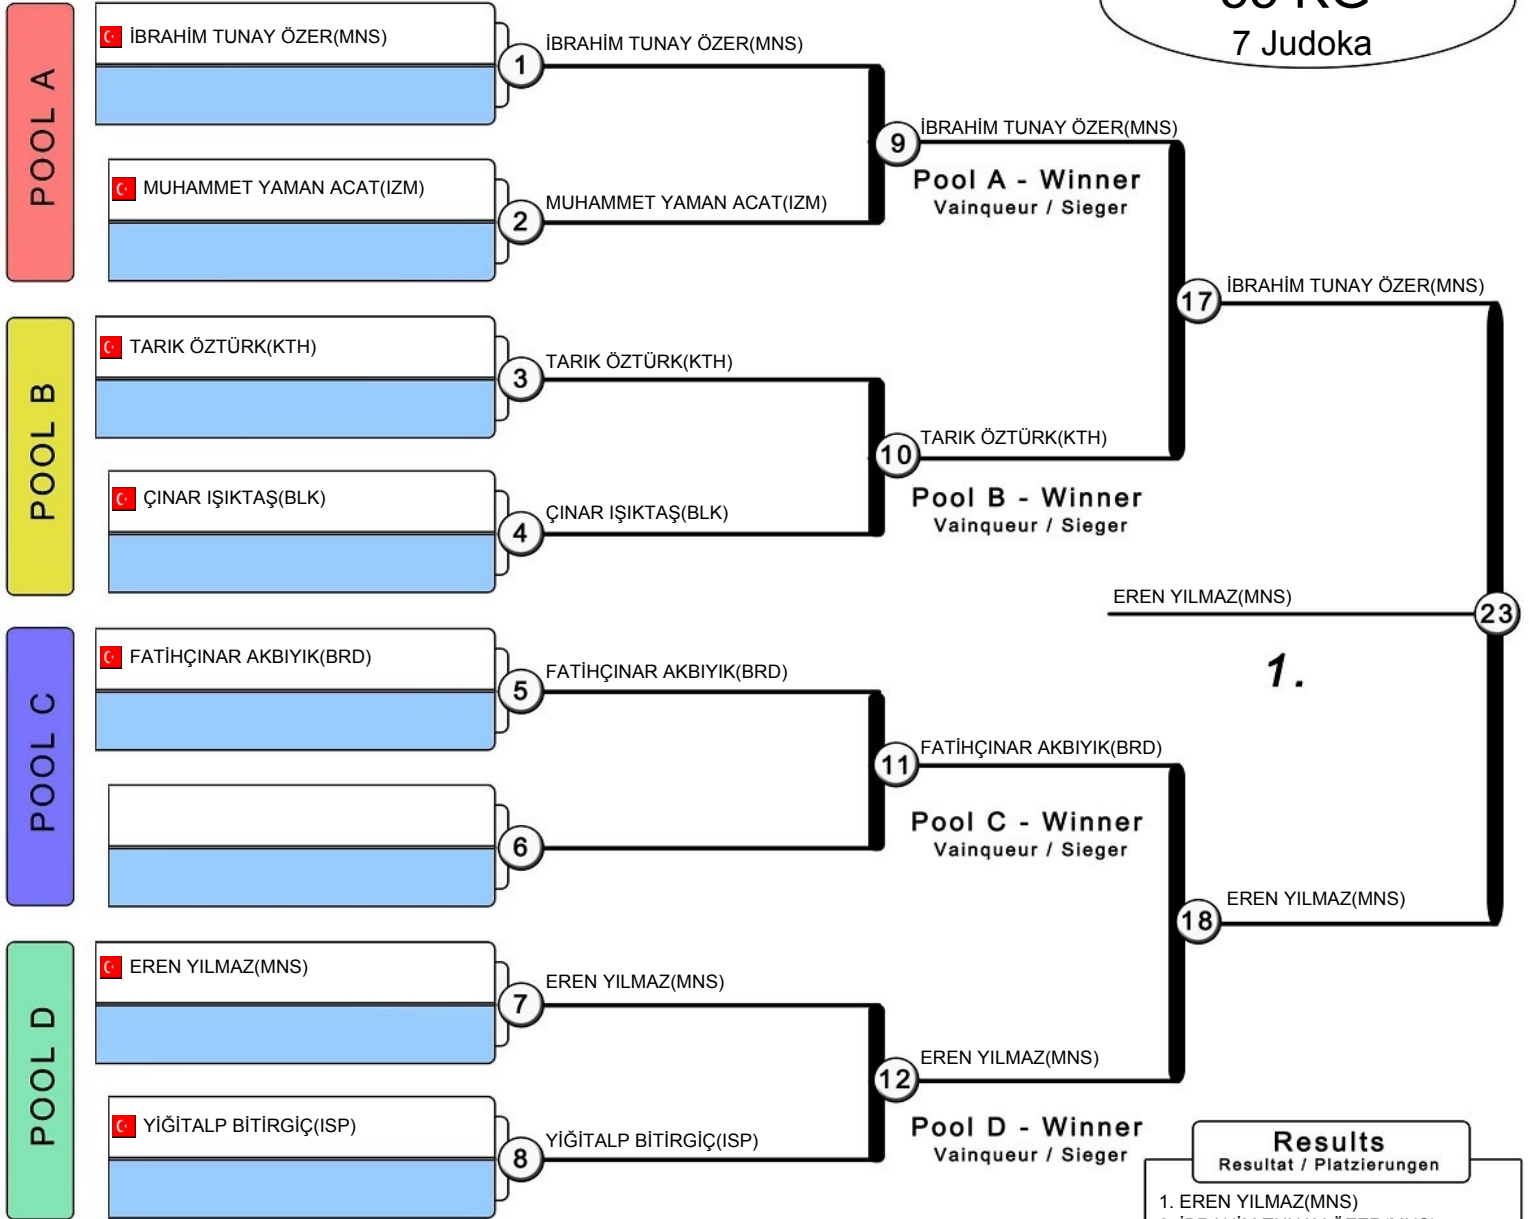 7 Judoka
POOL A
İBRAHİM TUNAY ÖZER(MNS)
1
İBRAHİM TUNAY ÖZER(MNS)
MUHAMMET YAMAN ACAT(IZM)
2
MUHAMMET YAMAN ACAT(IZM)
9
İBRAHİM TUNAY ÖZER(MNS)
Pool A - Winner
Vainqueur / Sieger
POOL B
TARIK ÖZTÜRK(KTH)
3
TARIK ÖZTÜRK(KTH)
ÇINAR IŞIKTAŞ(BLK)
4
ÇINAR IŞIKTAŞ(BLK)
10
TARIK ÖZTÜRK(KTH)
Pool B - Winner
Vainqueur / Sieger
17
İBRAHİM TUNAY ÖZER(MNS)
EREN YILMAZ(MNS)
23
1.
POOL C
FATİHÇINAR AKBIYIK(BRD)
5
FATİHÇINAR AKBIYIK(BRD)
6
11
FATİHÇINAR AKBIYIK(BRD)
Pool C - Winner
Vainqueur / Sieger
18
EREN YILMAZ(MNS)
POOL D
EREN YILMAZ(MNS)
7
EREN YILMAZ(MNS)
YİĞİTALP BİTİRGİÇ(ISP)
8
YİĞİTALP BİTİRGİÇ(ISP)
12
EREN YILMAZ(MNS)
Pool D - Winner
Vainqueur / Sieger
Results
Resultat / Platzierungen
1. EREN YILMAZ(MNS)